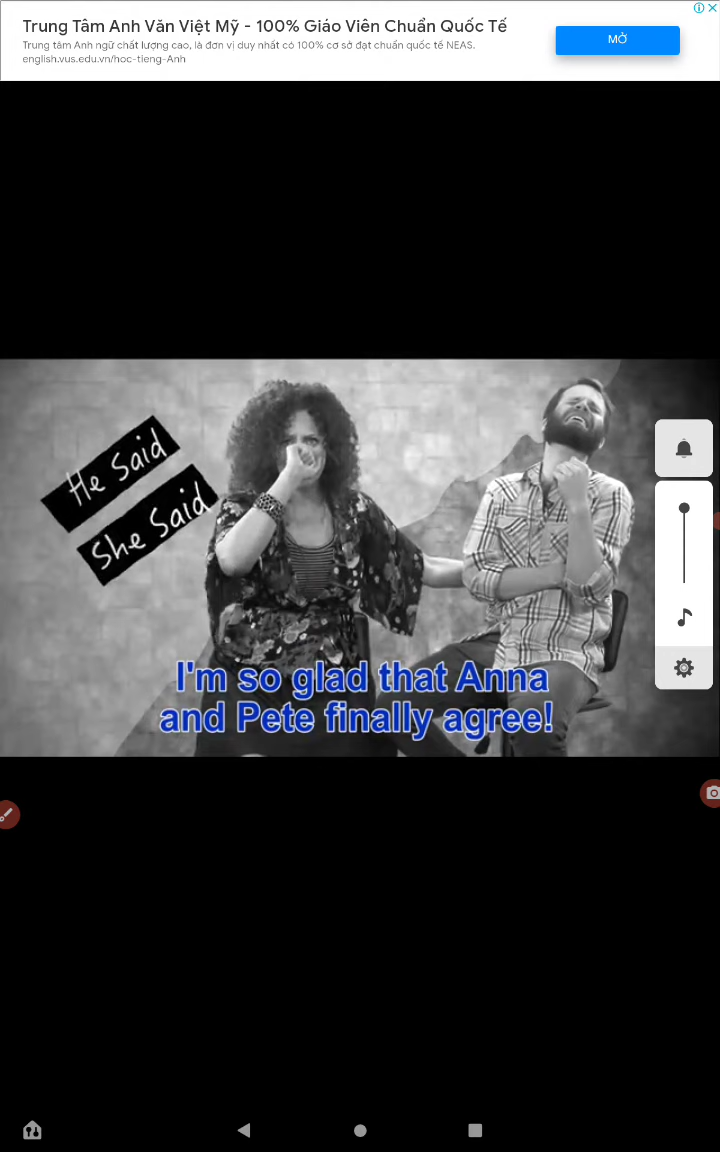 Trung Tâm Anh Văn Việt Mỹ - 100% Giáo Viên Chuẩn Quốc Tế
Trung tâm Anh ngữ chất lượng cao, là đơn vị duy nhất có 100% cơ sở đạt chuẩn quốc tế NEAS.
english.vus.edu.vn/hoc-tieng-Anh
MỞ
He Said
She Said
I'm so glad that Anna
and Pete finally agree!